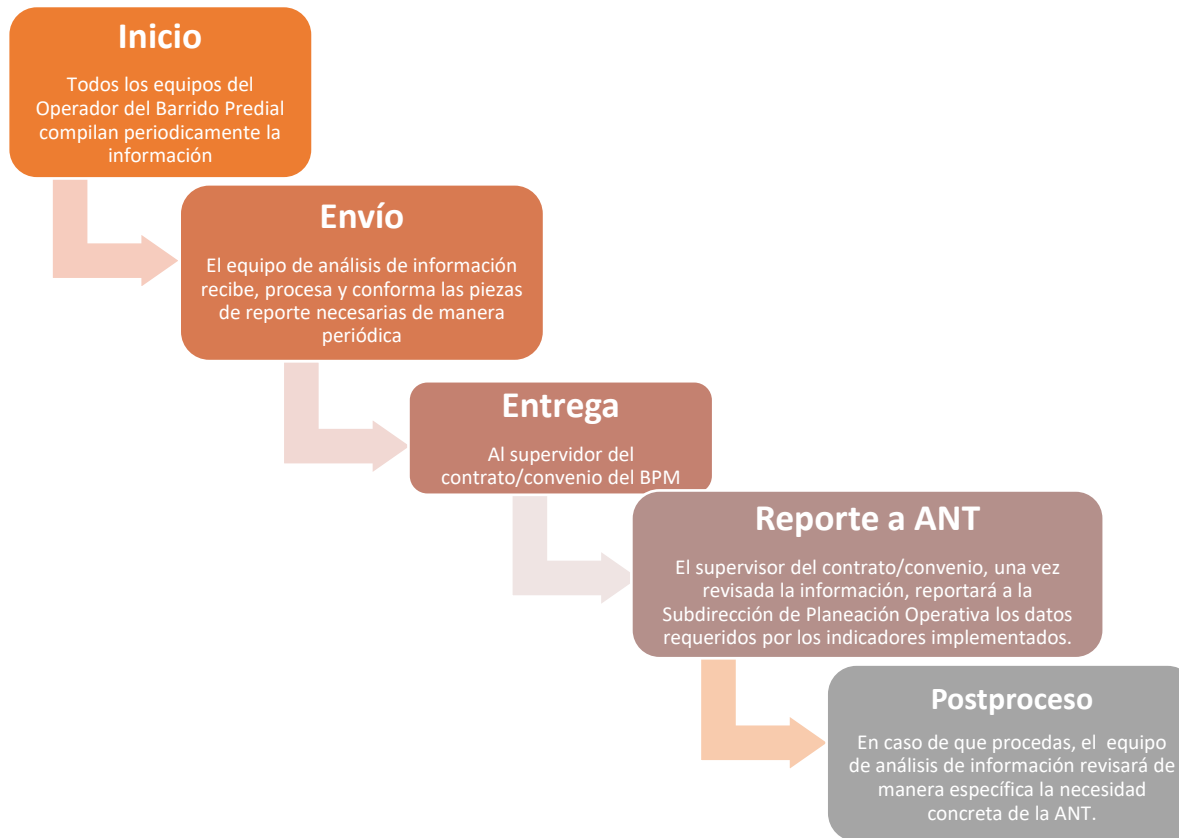 Inicio
Todos los equipos del
Operador del Barrido Predial
compilan periodicamente la
información
Envío
El equipo de análisis de información
recibe, procesa y conforma las piezas
de reporte necesarias de manera
periódica
Entrega
Al supervidor del
contrato/convenio del BPM
Reporte a ANT
El supervisor del contrato/convenio, una vez
revisada la información, reportará a la
Subdirección de Planeación Operativa los datos
requeridos por los indicadores implementados.
Postproceso
En caso de que procedas, el  equipo
de análisis de información revisará de
manera específica la necesidad
concreta de la ANT.